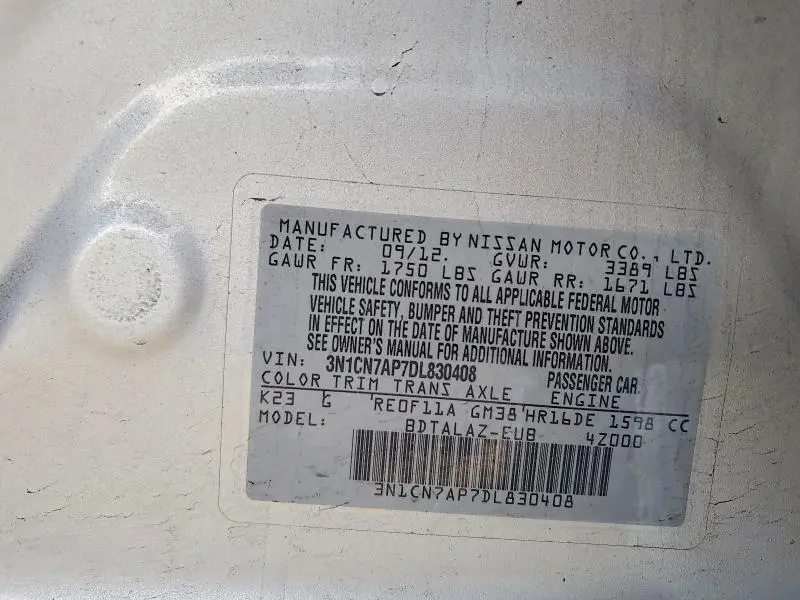 MANUFACTURED BY NISSAN MOTOR CO., LTD.
DATE: 09/12. GVWR: 3389 LBS
GAWR FR: 1750 LBS GAWR RR: 1671 LBS
THIS VEHICLE CONFORMS TO ALL APPLICABLE FEDERAL MOTOR
VEHICLE SAFETY, BUMPER AND THEFT PREVENTION STANDARDS
IN EFFECT ON THE DATE OF MANUFACTURE SHOWN ABOVE.
SEE OWNER'S MANUAL FOR ADDITIONAL INFORMATION.
VIN: 3N1CN7AP7DL830408 PASSENGER CAR
COLOR TRIM TRANS AXLE ENGINE
K23 G RE0F11A GM38 HR16DE 1598 CC
MODEL: BDTALAZ-EUB 4Z000
3N1CN7AP7DL830408